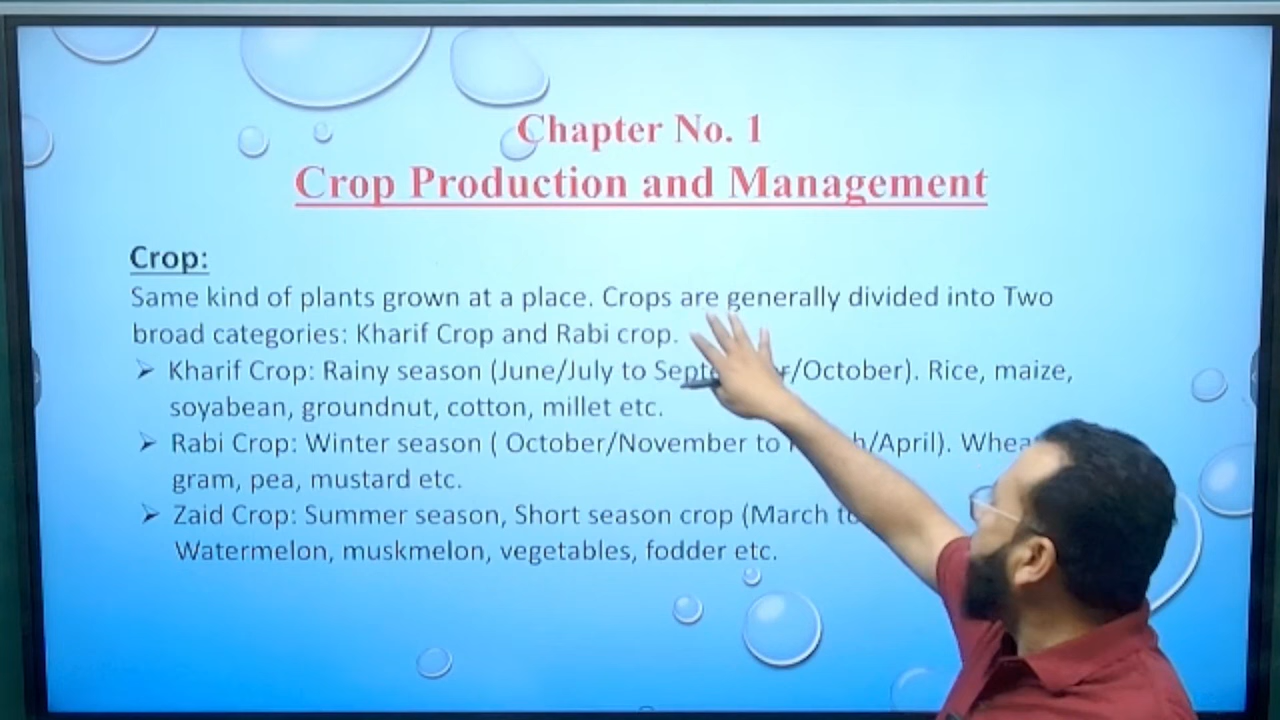 Chapter No. 1
Crop Production and Management
Crop:
Same kind of plants grown at a place. Crops are generally divided into Two
broad categories: Kharif Crop and Rabi crop.
➢ Kharif Crop: Rainy season (June/July to /October). Rice, maize,
soyabean, groundnut, cotton, millet etc.
➢ Rabi Crop: Winter season ( October/November to /April).
gram, pea, mustard etc.
➢ Zaid Crop: Summer season, Short season crop (March
Watermelon, muskmelon, vegetables, fodder etc.